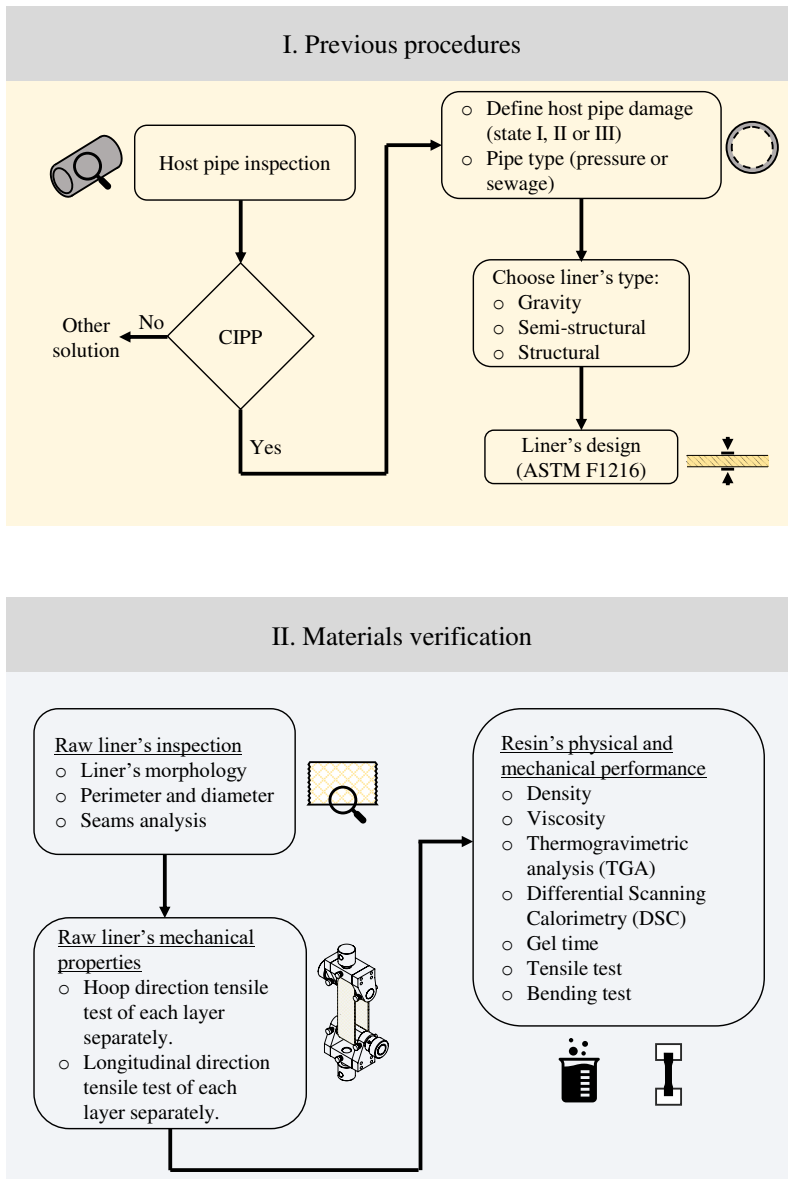 I. Previous procedures
Host pipe inspection
CIPP
No
Other
solution
Yes
○ Define host pipe damage
(state I, II or III)
○ Pipe type (pressure or
sewage)
Choose liner’s type:
○ Gravity
○ Semi-structural
○ Structural
Liner’s design
(ASTM F1216)
II. Materials verification
Raw liner’s inspection
○ Liner’s morphology
○ Perimeter and diameter
○ Seams analysis
Raw liner’s mechanical
properties
○ Hoop direction tensile
test of each layer
separately.
○ Longitudinal direction
tensile test of each
layer separately.
Resin’s physical and
mechanical performance
○ Density
○ Viscosity
○ Thermogravimetric
analysis (TGA)
○ Differential Scanning
Calorimetry (DSC)
○ Gel time
○ Tensile test
○ Bending test